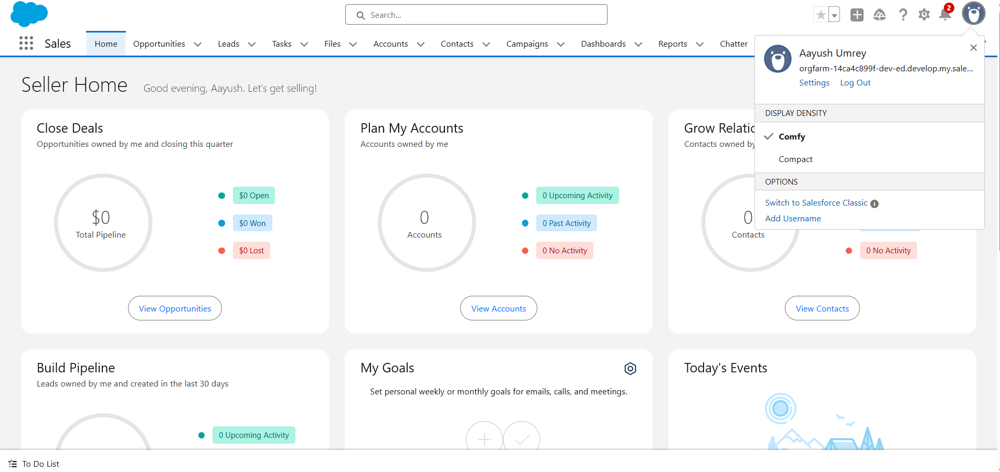 Search...
2
Sales
Home
Opportunities
Leads
Tasks
Files
Accounts
Contacts
Campaigns
Dashboards
Reports
Chatter
Aayush Umrey
orgfarm-14ca4c899f-dev-ed.develop.my.sale...
Settings Log Out
DISPLAY DENSITY
Comfy
Compact
OPTIONS
Switch to Salesforce Classic
Add Username
Seller Home Good evening, Aayush. Let's get selling!
Close Deals
Opportunities owned by me and closing this quarter
$0
Total Pipeline
$0 Open
$0 Won
$0 Lost
View Opportunities
Plan My Accounts
Accounts owned by me
0
Accounts
0 Upcoming Activity
0 Past Activity
0 No Activity
View Accounts
Grow Relatio
Contacts owned by
0
Contacts
0 No Activity
View Contacts
Build Pipeline
Leads owned by me and created in the last 30 days
0 Upcoming Activity
My Goals
Set personal weekly or monthly goals for emails, calls, and meetings.
Today's Events
To Do List